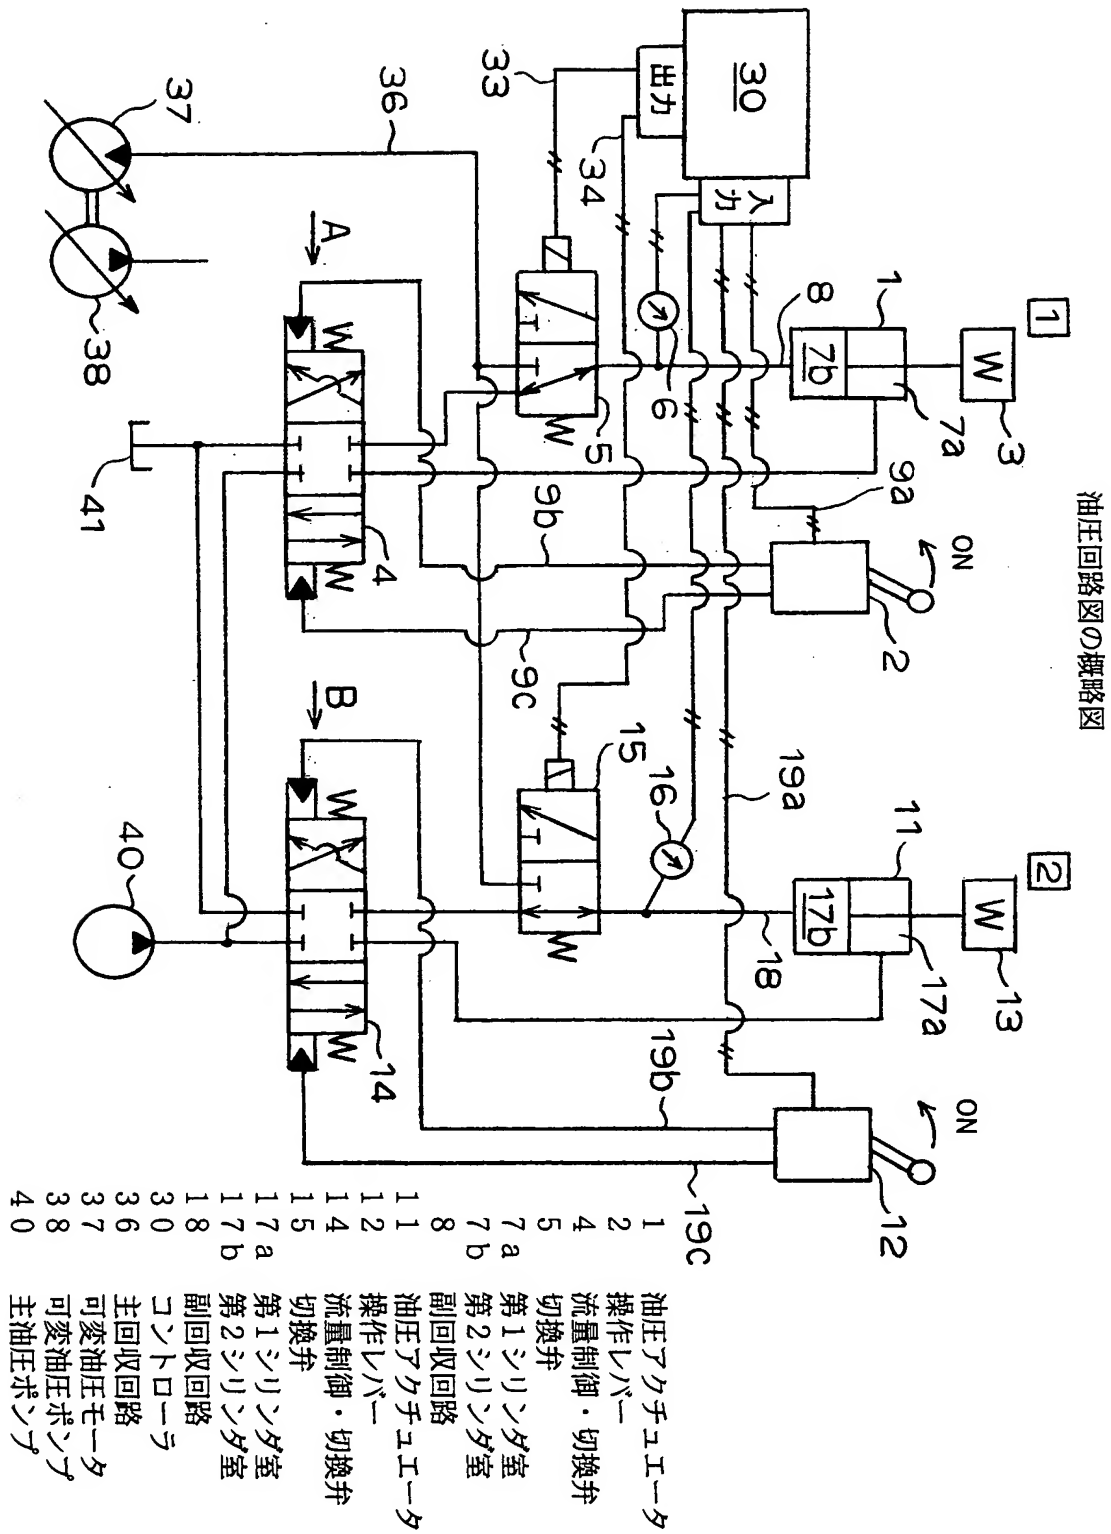 油圧回路図の概略図
1
W
3
1
7b
7a
8
30
出力
入力
33
34
6
36
37
38
A
5
4
41
9a
9b
9c
ON
2
2
W
13
11
17b
17a
18
16
15
19a
B
14
40
19b
19c
ON
12
W
W
W
W
W
W
1 油圧アクチュエータ
2 操作レバー
4 流量制御・切換弁
5 切換弁
7a 第1シリンダ室
7b 第2シリンダ室
8 副回収回路
11 油圧アクチュエータ
12 操作レバー
14 流量制御・切換弁
15 切換弁
17a 第1シリンダ室
17b 第2シリンダ室
18 副回収回路
30 コントローラ
36 主回収回路
37 可変油圧モータ
38 可変油圧ポンプ
40 主油圧ポンプ